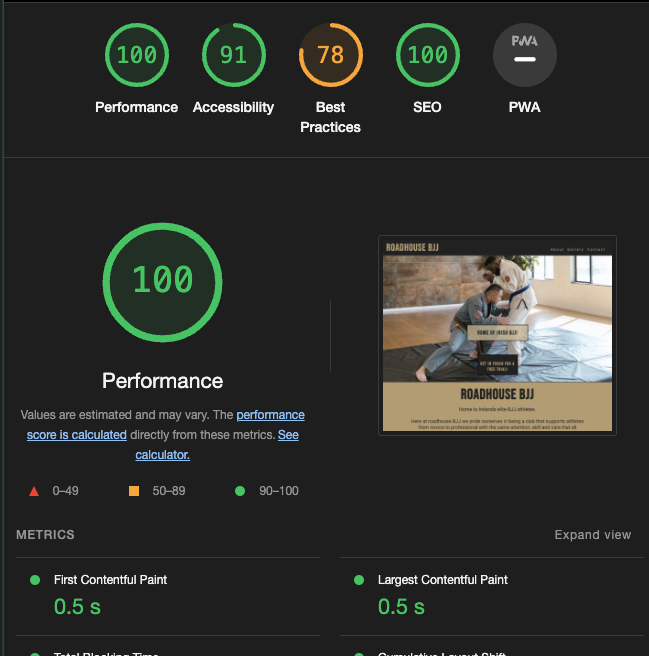 100
91
78
100
PWA
Performance
Accessibility
Best
Practices
SEO
PWA
100
ROADHOUSE BJJ
About Gallery Contact
HOME OF IRISH BJJ!
GET IN TOUCH FOR A
FREE TRIAL!
ROADHOUSE BJJ
Home to Irelands elite BJJ athletes.
Here at roadhouse BJJ we pride ourselves it being a club that supports athletes
from novice to professional with the same attention, skill and care that all
Performance
Values are estimated and may vary. The performance
score is calculated directly from these metrics. See
calculator.
0–49
50–89
90–100
METRICS
Expand view
First Contentful Paint
0.5 s
Largest Contentful Paint
0.5 s
Total Blocking Time
Cumulative Layout Shift